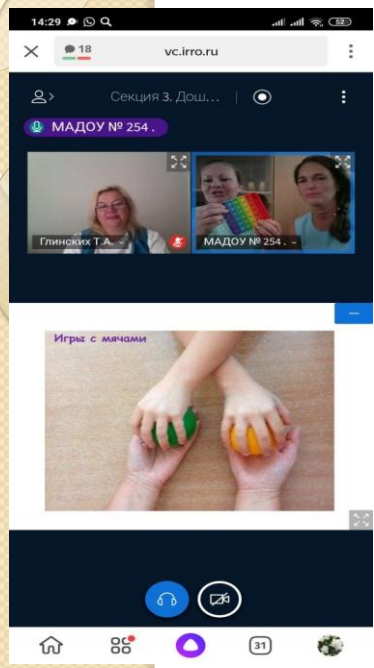 14:29
52
18
vc.irro.ru
Секция 3. Дош... |
МАДОУ № 254 .
Глинских Т.А.
МАДОУ № 254 .
Игры с мячами
31